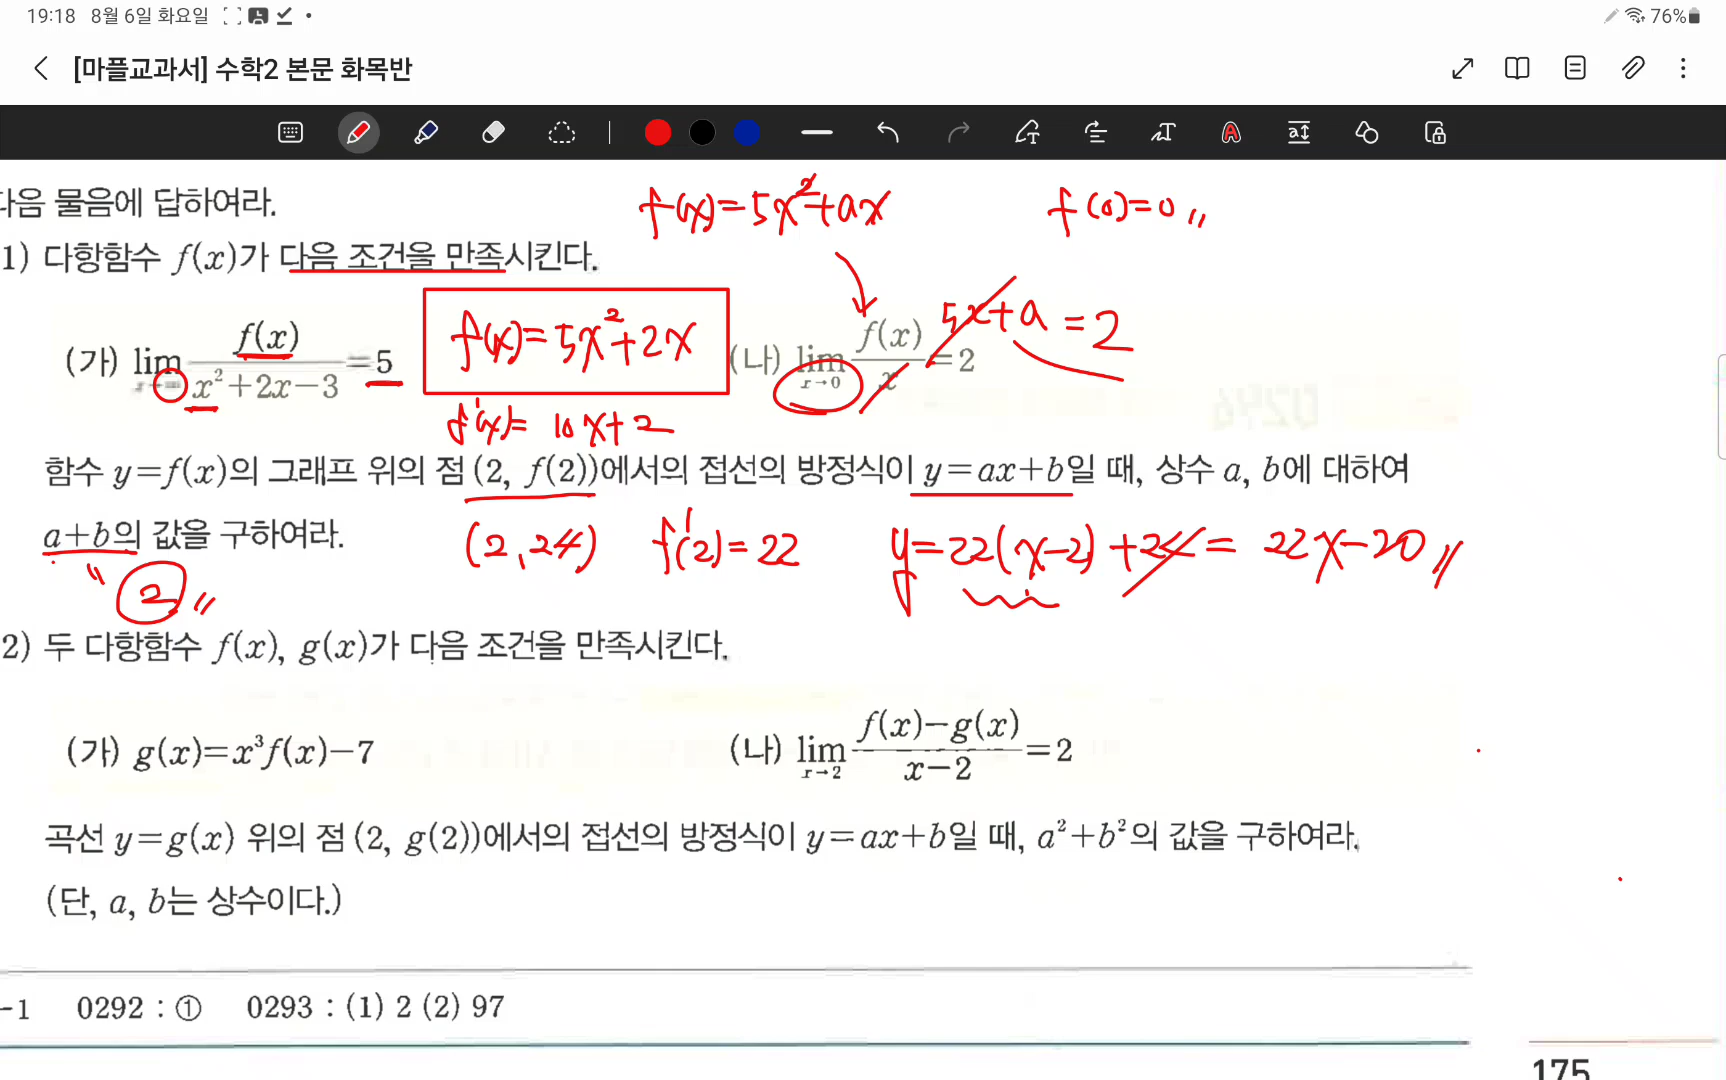 19:18 8월 6일 화요일 76%
[마플교과서] 수학2 본문 화목반
다음 물음에 답하여라.
f(x)=5x²+ax
f(0)=0
1) 다항함수 f(x)가 다음 조건을 만족시킨다.
(가) lim f(x)/(x²+2x−3)=5
f(x)=5x²+2x
(나) lim x→0 f(x)/x=2
5x+a=2
f'(x)=10x+2
함수 y=f(x)의 그래프 위의 점 (2, f(2))에서의 접선의 방정식이 y=ax+b일 때, 상수 a, b에 대하여
a+b의 값을 구하여라.
(2,24) f'(2)=22 y=22(x−2)+24=22x−20
2
2) 두 다항함수 f(x), g(x)가 다음 조건을 만족시킨다.
(가) g(x)=x³f(x)−7
(나) lim x→2 (f(x)−g(x))/(x−2)=2
곡선 y=g(x) 위의 점 (2, g(2))에서의 접선의 방정식이 y=ax+b일 때, a²+b²의 값을 구하여라.
(단, a, b는 상수이다.)
−1 0292 : ① 0293 : (1) 2 (2) 97
175